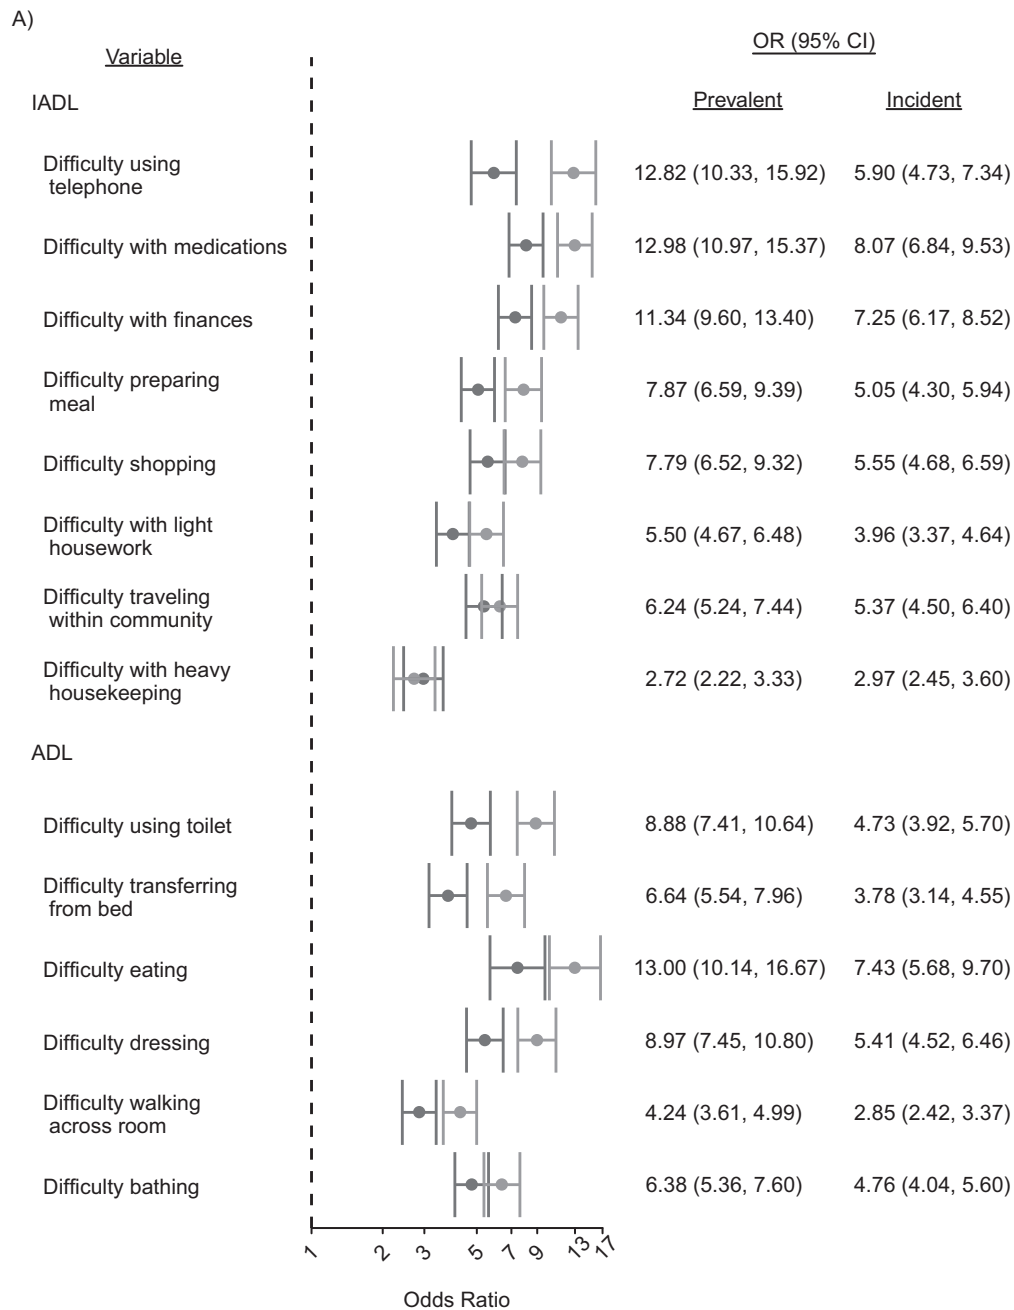 A)
Variable
OR (95% CI)
IADL
Prevalent Incident
Difficulty using
telephone
12.82 (10.33, 15.92) 5.90 (4.73, 7.34)
Difficulty with medications 12.98 (10.97, 15.37) 8.07 (6.84, 9.53)
Difficulty with finances 11.34 (9.60, 13.40) 7.25 (6.17, 8.52)
Difficulty preparing
meal
7.87 (6.59, 9.39) 5.05 (4.30, 5.94)
Difficulty shopping 7.79 (6.52, 9.32) 5.55 (4.68, 6.59)
Difficulty with light
housework
5.50 (4.67, 6.48) 3.96 (3.37, 4.64)
Difficulty traveling
within community
6.24 (5.24, 7.44) 5.37 (4.50, 6.40)
Difficulty with heavy
housekeeping
2.72 (2.22, 3.33) 2.97 (2.45, 3.60)
ADL
Difficulty using toilet 8.88 (7.41, 10.64) 4.73 (3.92, 5.70)
Difficulty transferring
from bed
6.64 (5.54, 7.96) 3.78 (3.14, 4.55)
Difficulty eating 13.00 (10.14, 16.67) 7.43 (5.68, 9.70)
Difficulty dressing 8.97 (7.45, 10.80) 5.41 (4.52, 6.46)
Difficulty walking
across room
4.24 (3.61, 4.99) 2.85 (2.42, 3.37)
Difficulty bathing 6.38 (5.36, 7.60) 4.76 (4.04, 5.60)
1 2 3 5 7 9 13 17
Odds Ratio